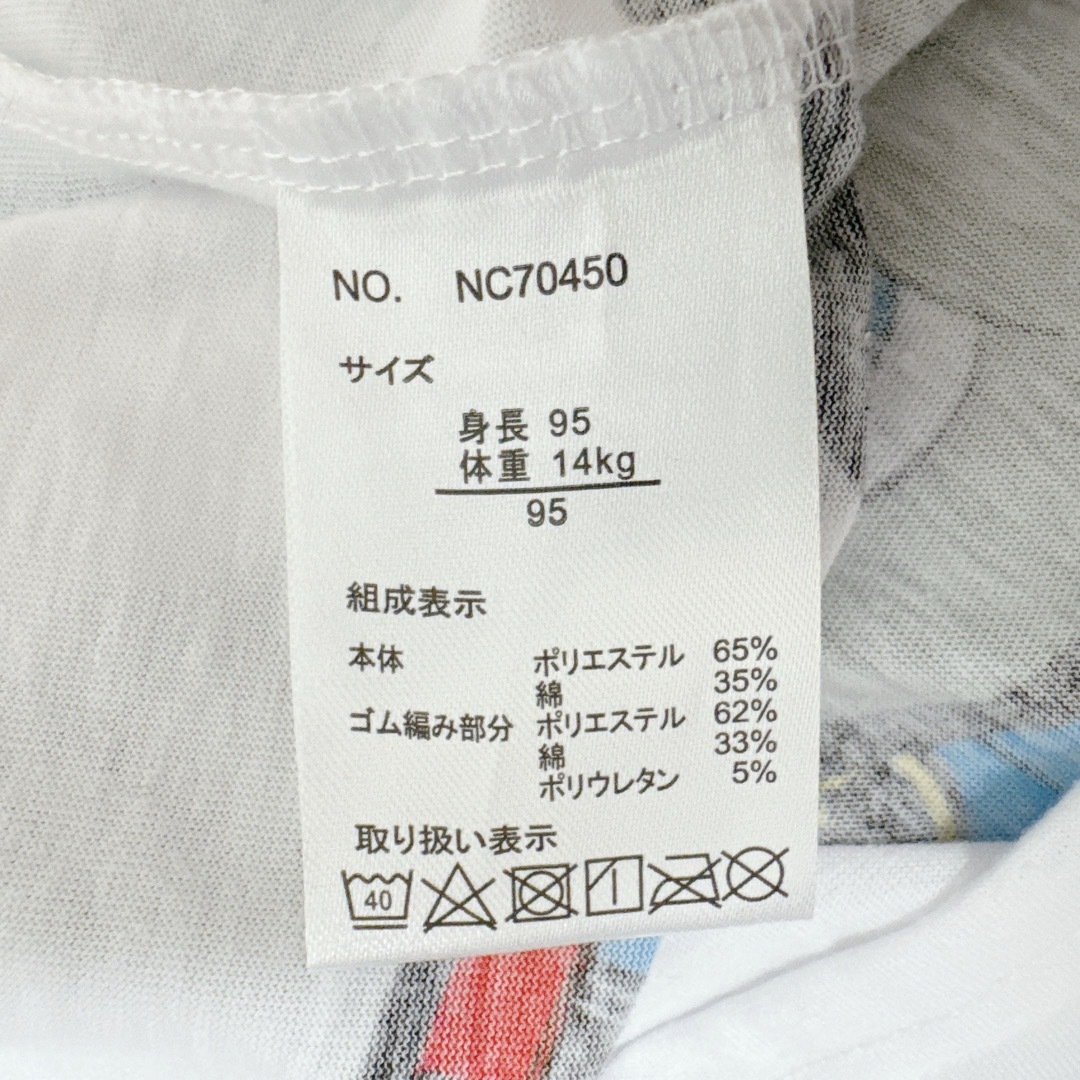 NO. NC70450
サイズ
身長 95
体重 14kg
95
組成表示
本体 ポリエステル 65%
綿 35%
ゴム編み部分 ポリエステル 62%
綿 33%
ポリウレタン 5%
取り扱い表示
40